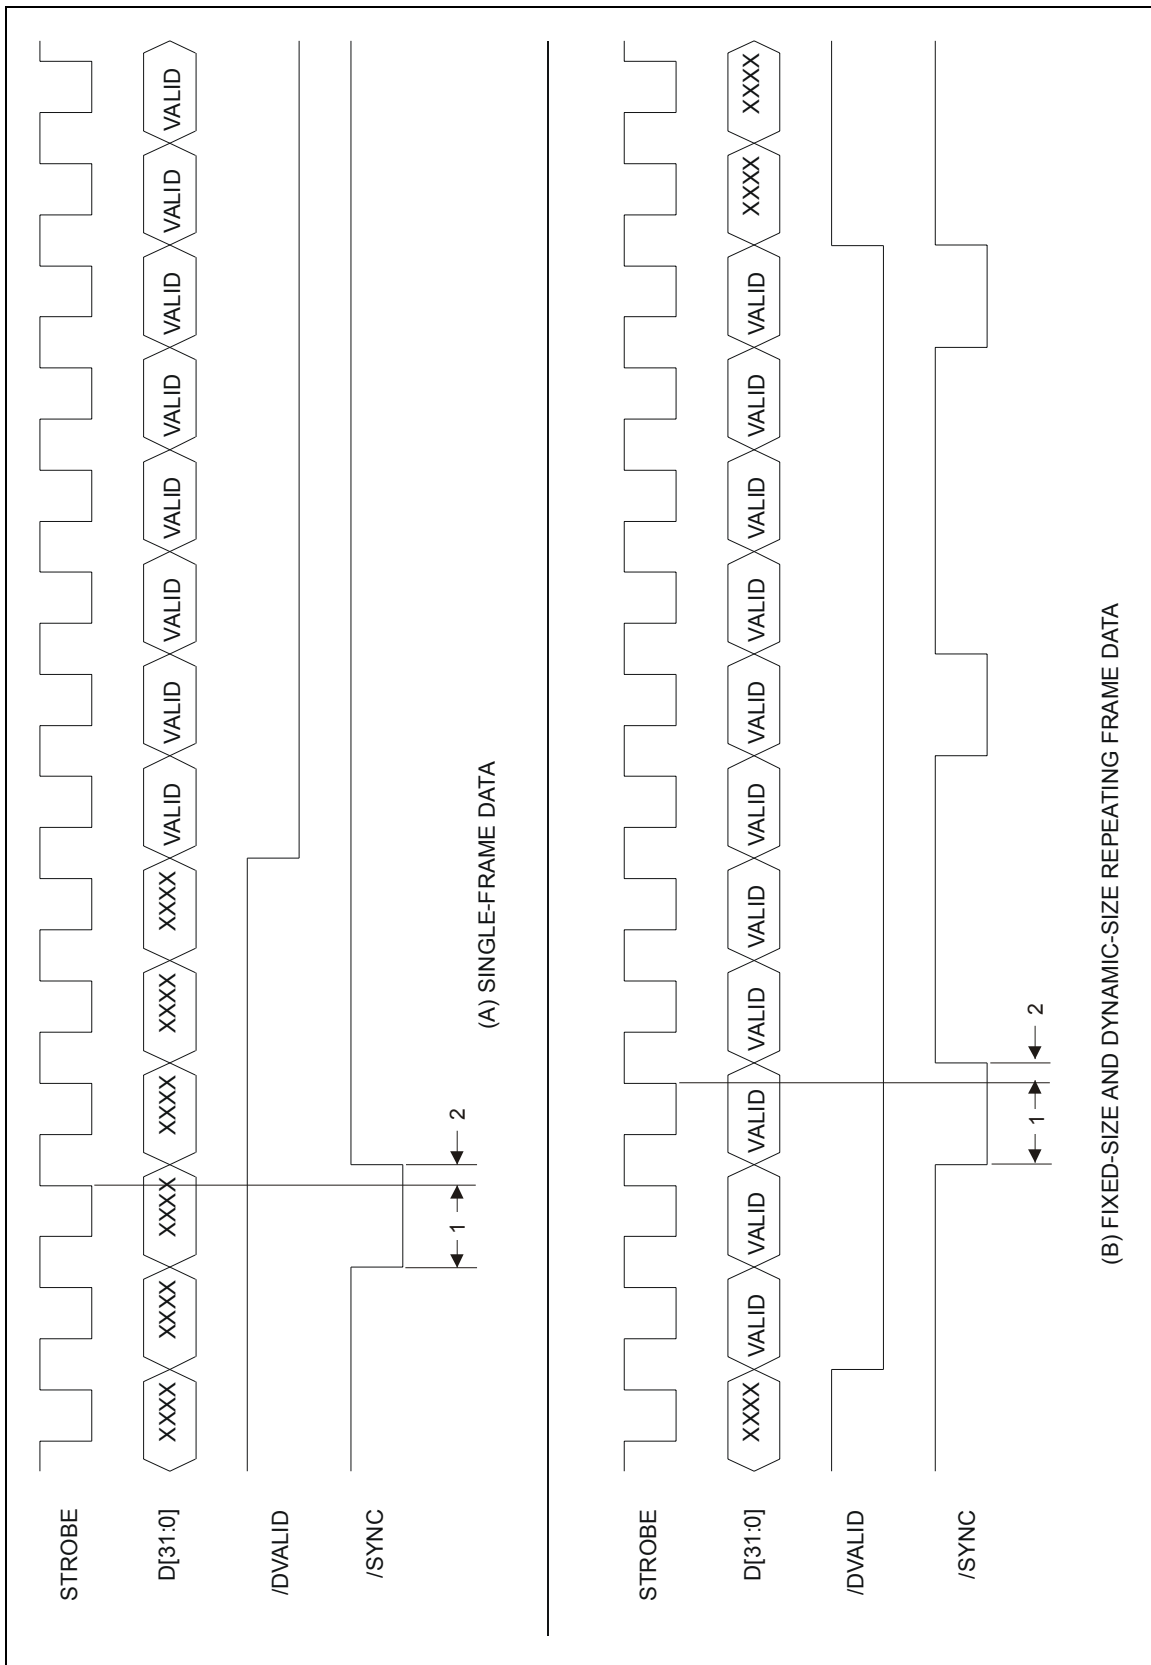 STROBE
D[31:0] XXXX XXXX XXXX XXXX XXXX XXXX VALID VALID VALID VALID VALID VALID VALID VALID
/DVALID
/SYNC
1 2
(A) SINGLE-FRAME DATA
STROBE
D[31:0] XXXX VALID VALID VALID VALID VALID VALID VALID VALID VALID VALID VALID XXXX XXXX
/DVALID
/SYNC
1 2
(B) FIXED-SIZE AND DYNAMIC-SIZE REPEATING FRAME DATA